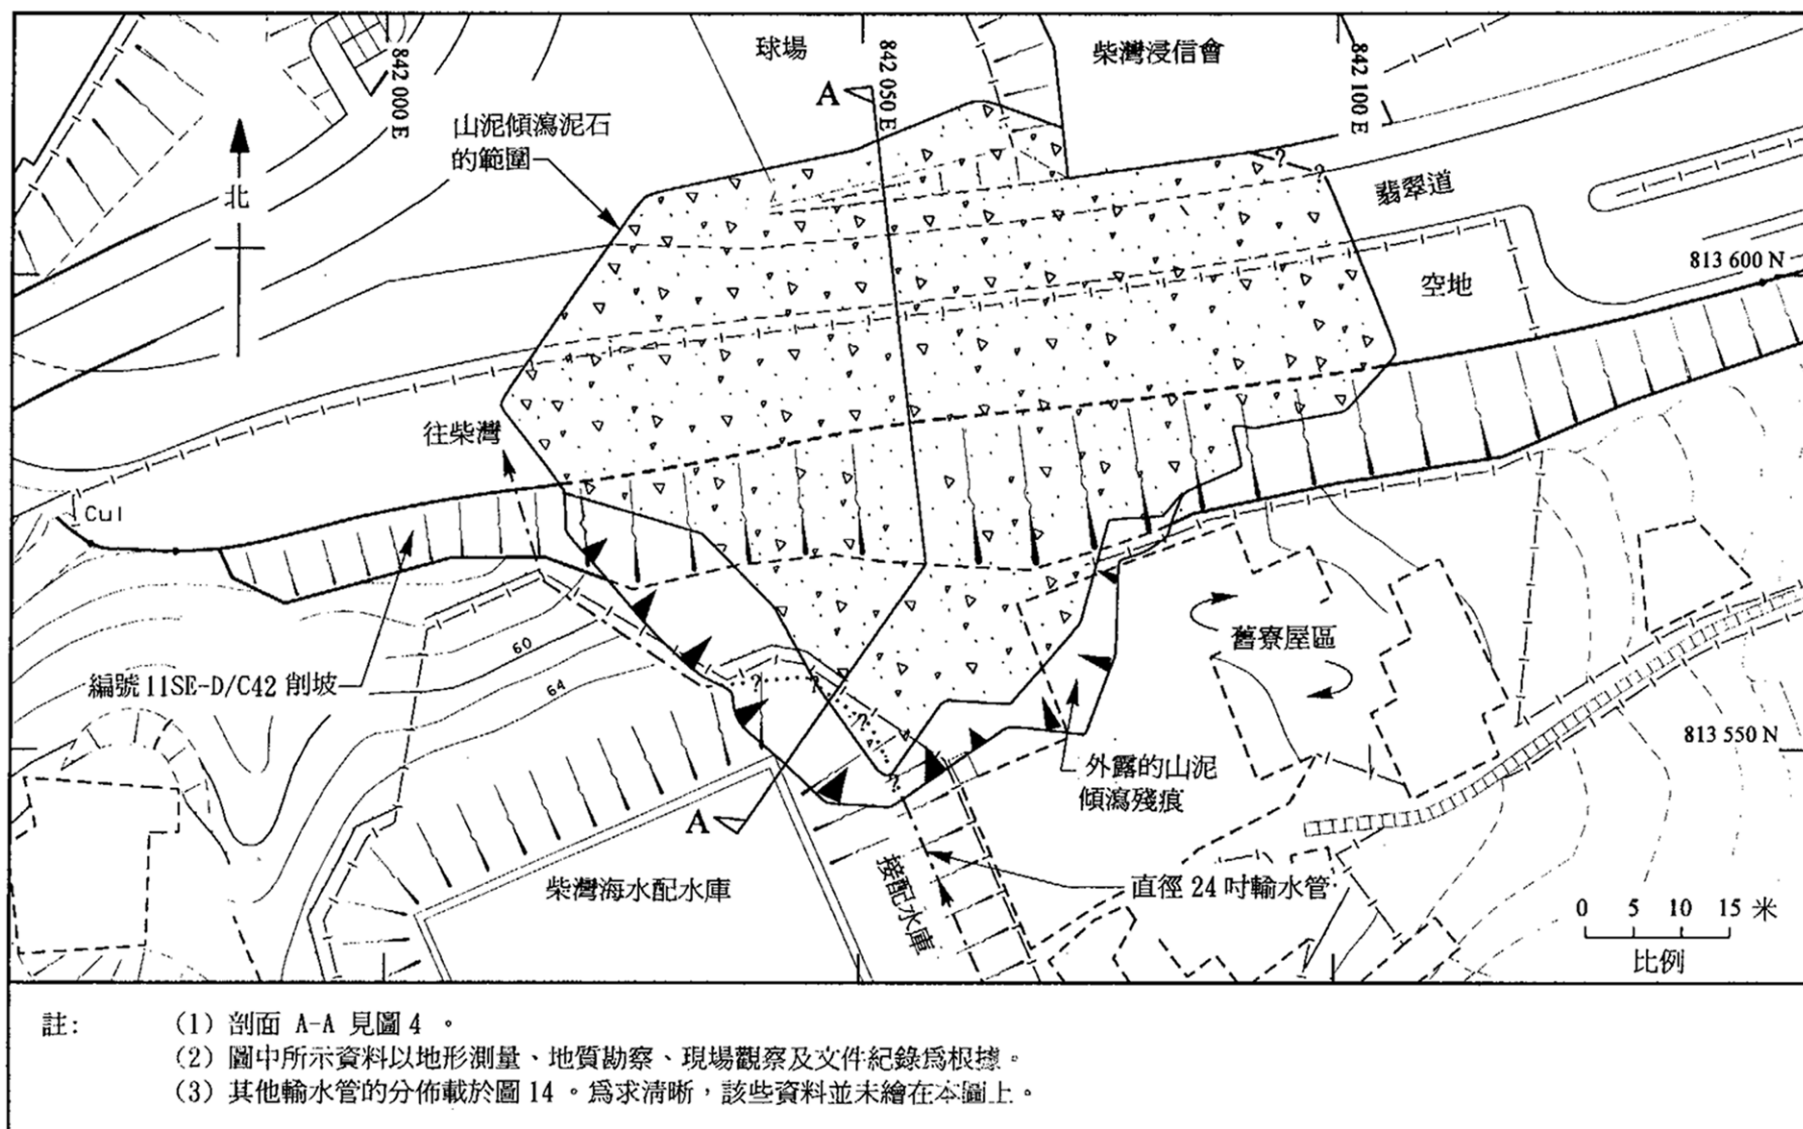 球場
柴灣浸信會
842 000 E
842 050 E
842 100 E
A
山泥傾瀉泥石
的範圍
?
?
翡翠道
北
813 600 N
空地
往柴灣
Cul
編號 11SE-D/C42 削坡
60
64
舊寮屋區
?
?
?
?
813 550 N
外露的山泥
傾瀉殘痕
A
柴灣海水配水庫
接配水庫
直徑 24 吋輸水管
0 5 10 15 米
比例
註:
(1) 剖面 A-A 見圖 4 。
(2) 圖中所示資料以地形測量、地質勘察、現場觀察及文件紀錄爲根據。
(3) 其他輸水管的分佈載於圖 14 。爲求清晰，該些資料並未繪在本圖上。